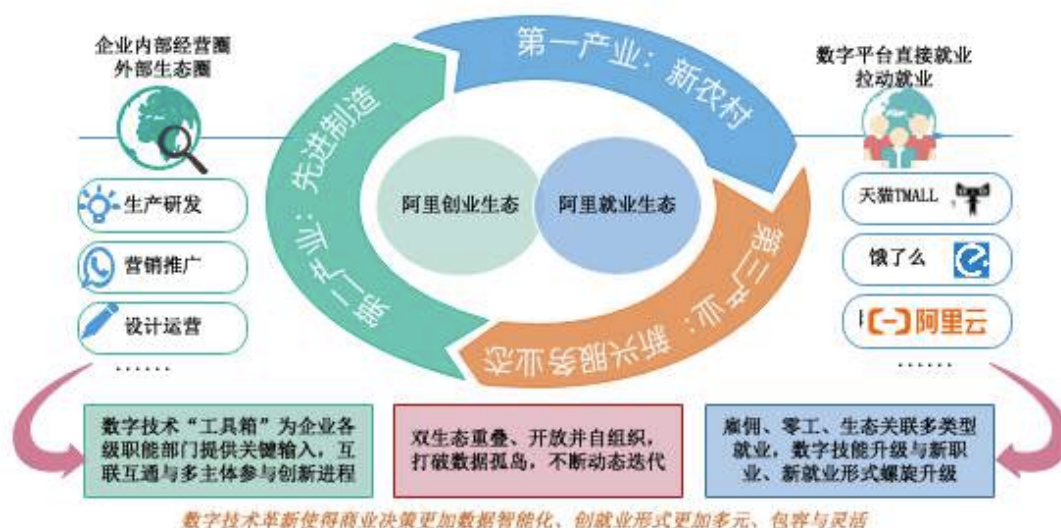 企业内部经营圈
外部生态圈
生产研发
营销推广
设计运营
......
第一产业：新农村
第二产业：先进制造
第三产业：新兴服务业态
阿里创业生态
阿里就业生态
数字平台直接就业
拉动就业
天猫TMALL
饿了么
阿里云
......
数字技术“工具箱”为企业各
级职能部门提供关键输入，互
联互通与多主体参与创新进程
双生态重叠、开放并自组织，
打破数据孤岛，不断动态迭代
雇佣、零工、生态关联多类型
就业，数字技能升级与新职
业、新就业形式螺旋升级
数字技术革新使得商业决策更加数据智能化、创就业形式更加多元、包容与灵活